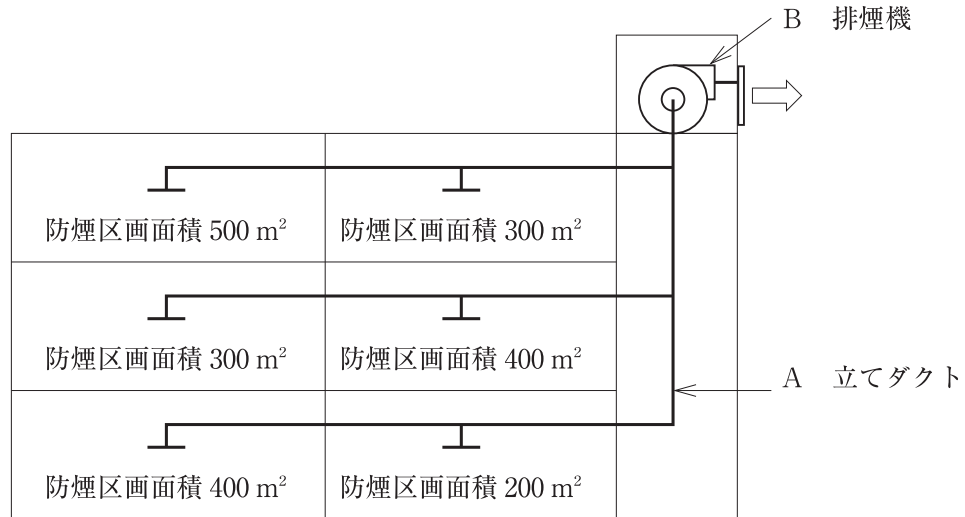 B 排煙機
防煙区画面積 500 m²
防煙区画面積 300 m²
防煙区画面積 300 m²
防煙区画面積 400 m²
A 立てダクト
防煙区画面積 400 m²
防煙区画面積 200 m²